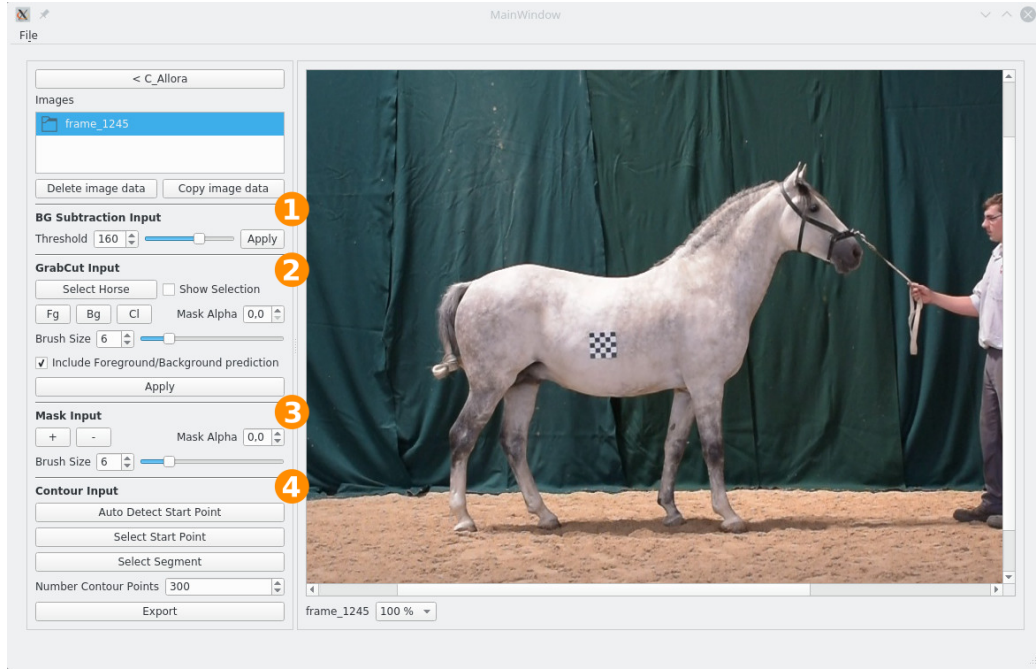 MainWindow
File
< C_Allora
Images
frame_1245
Delete image data Copy image data
1
BG Subtraction Input
Threshold 160 Apply
2
GrabCut Input
Select Horse Show Selection
Fg Bg Cl Mask Alpha 0,0
Brush Size 6
Include Foreground/Background prediction
Apply
3
Mask Input
+ - Mask Alpha 0,0
Brush Size 6
4
Contour Input
Auto Detect Start Point
Select Start Point
Select Segment
Number Contour Points 300
Export
frame_1245 100 %